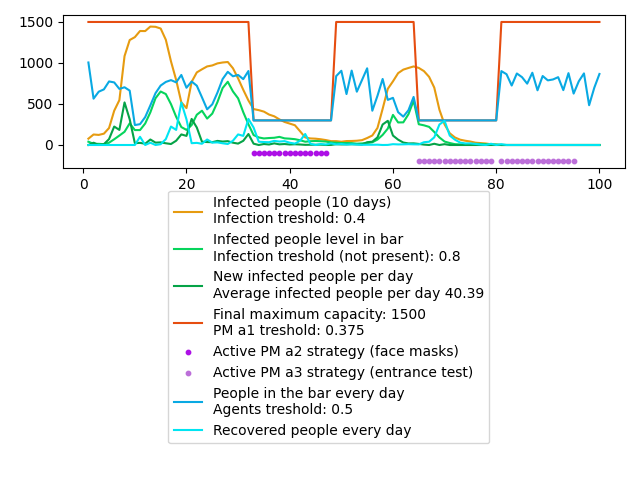 1500
1000
500
0
0 20 40 60 80 100
Infected people (10 days)
Infection treshold: 0.4
Infected people level in bar
Infection treshold (not present): 0.8
New infected people per day
Average infected people per day 40.39
Final maximum capacity: 1500
PM a1 treshold: 0.375
Active PM a2 strategy (face masks)
Active PM a3 strategy (entrance test)
People in the bar every day
Agents treshold: 0.5
Recovered people every day